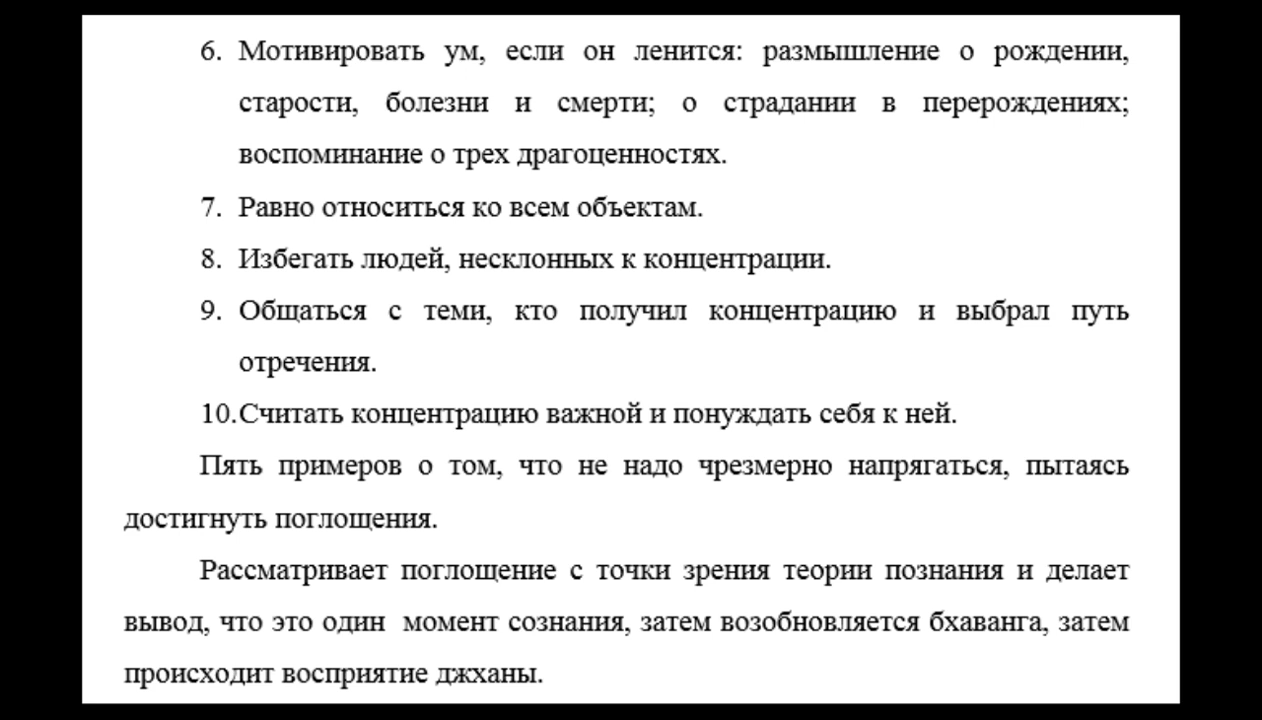 6. Мотивировать ум, если он ленится: размышление о рождении,
старости, болезни и смерти; о страдании в перерождениях;
воспоминание о трех драгоценностях.
7. Равно относиться ко всем объектам.
8. Избегать людей, несклонных к концентрации.
9. Общаться с теми, кто получил концентрацию и выбрал путь
отречения.
10.Считать концентрацию важной и понуждать себя к ней.
Пять примеров о том, что не надо чрезмерно напрягаться, пытаясь
достигнуть поглощения.
Рассматривает поглощение с точки зрения теории познания и делает
вывод, что это один момент сознания, затем возобновляется бхаванга, затем
происходит восприятие джханы.